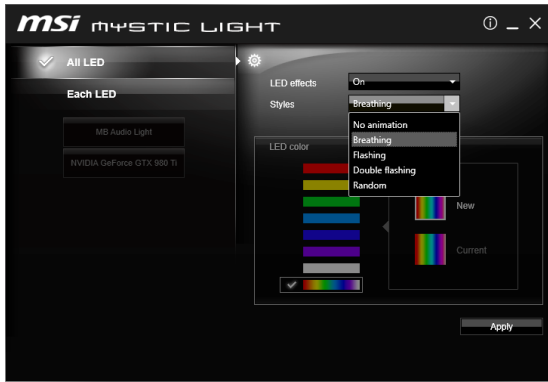 msi MYSTIC LIGHT
All LED
Each LED
MB Audio Light
NVIDIA GeForce GTX 980 Ti
LED effects
On
Styles
Breathing
No animation
Breathing
Flashing
Double flashing
Random
LED color
New
Current
Apply